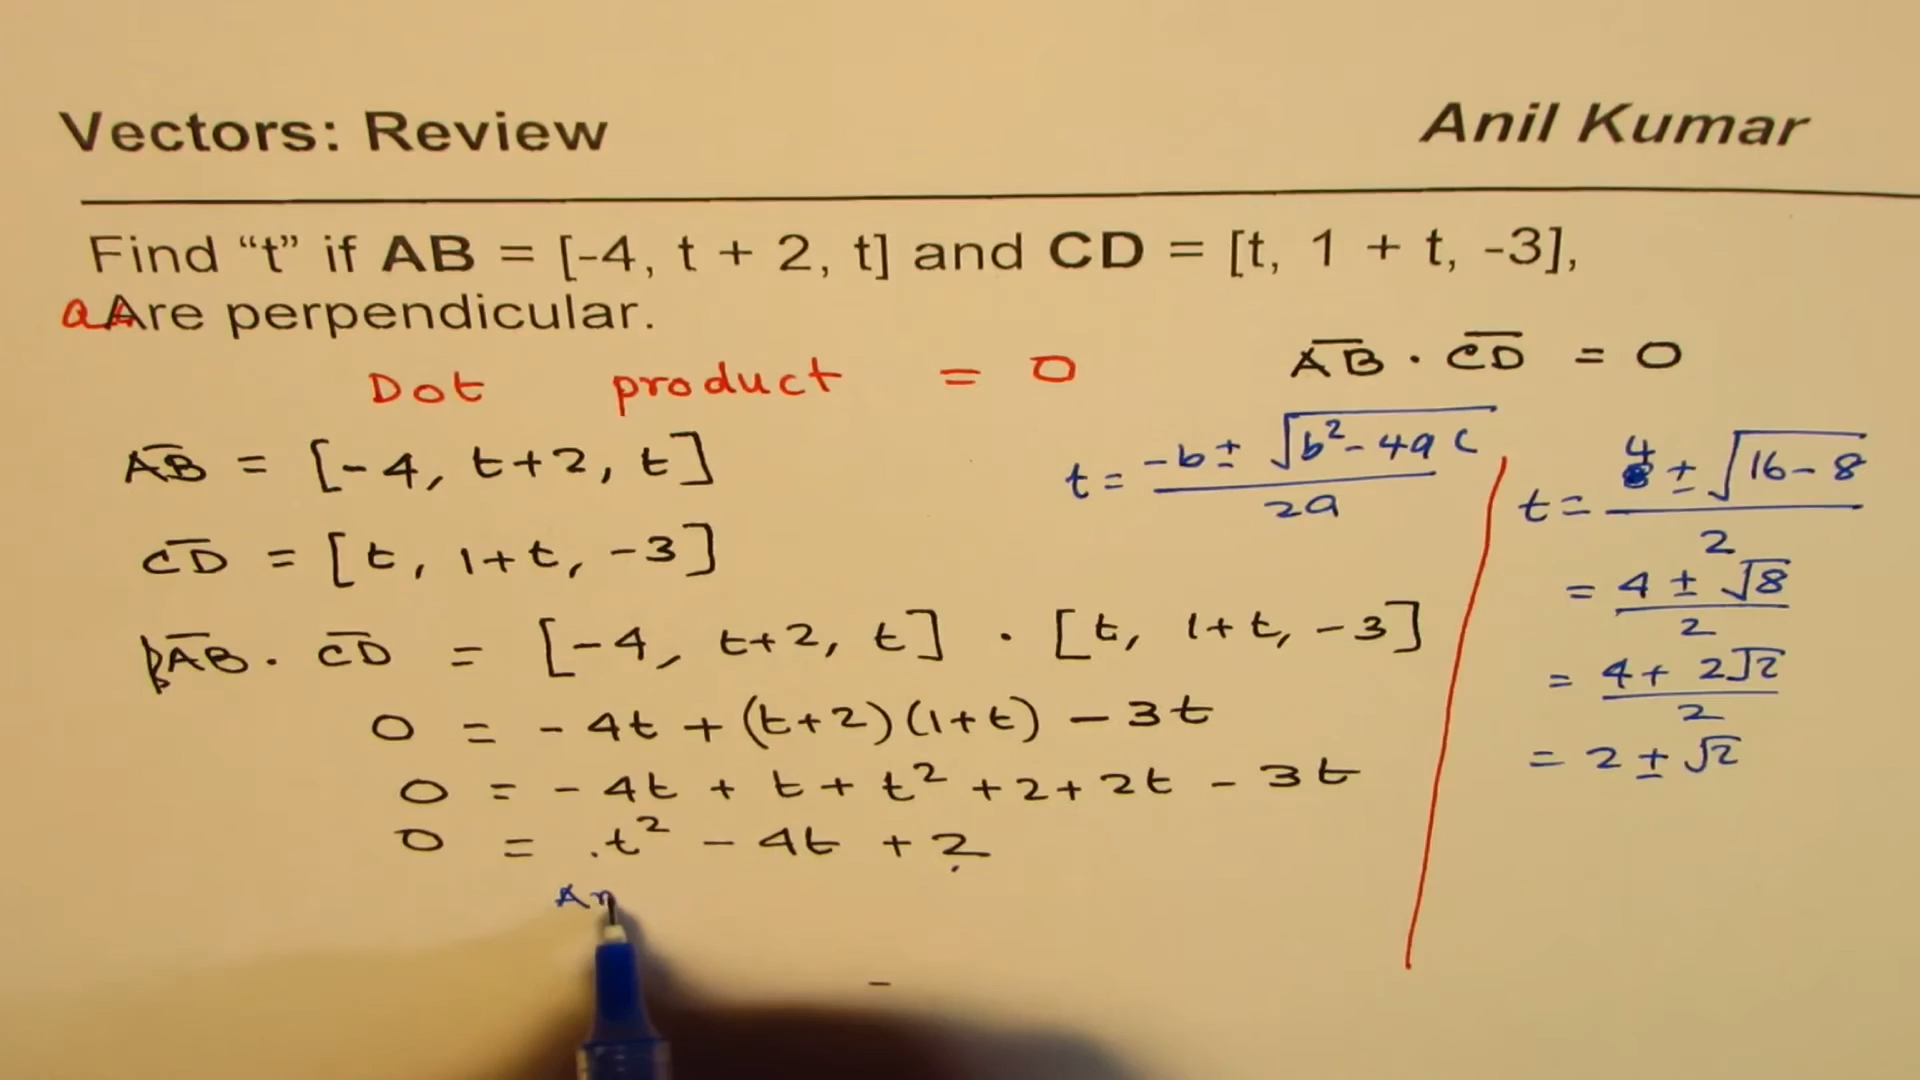 Vectors: Review
Anil Kumar
Find “t” if AB = [-4, t + 2, t] and CD = [t, 1 + t, -3],
Are perpendicular.
Dot product = 0
AB · CD = 0
AB = [-4, t+2, t]
CD = [t, 1+t, -3]
AB · CD = [-4, t+2, t] · [t, 1+t, -3]
0 = -4t + (t+2)(1+t) - 3t
0 = -4t + t + t² + 2 + 2t - 3t
0 = t² - 4t + 2
An
t = -b ± √b² - 4ac
2a
t = 4 ± √16 - 8
2
= 4 ± √8
2
= 4 + 2√2
2
= 2 ± √2